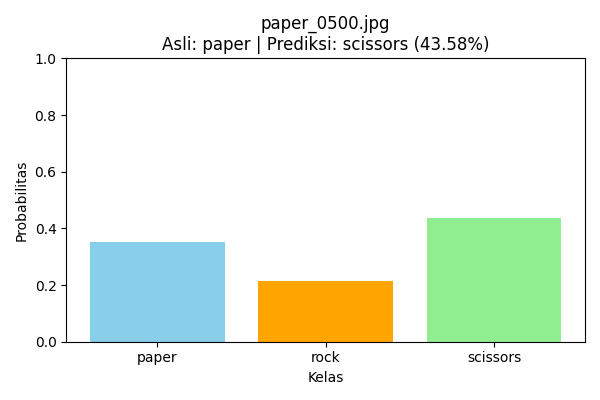 paper_0500.jpg
Asli: paper | Prediksi: scissors (43.58%)
1.0
0.8
0.6
0.4
0.2
0.0
Probabilitas
paper rock scissors
Kelas